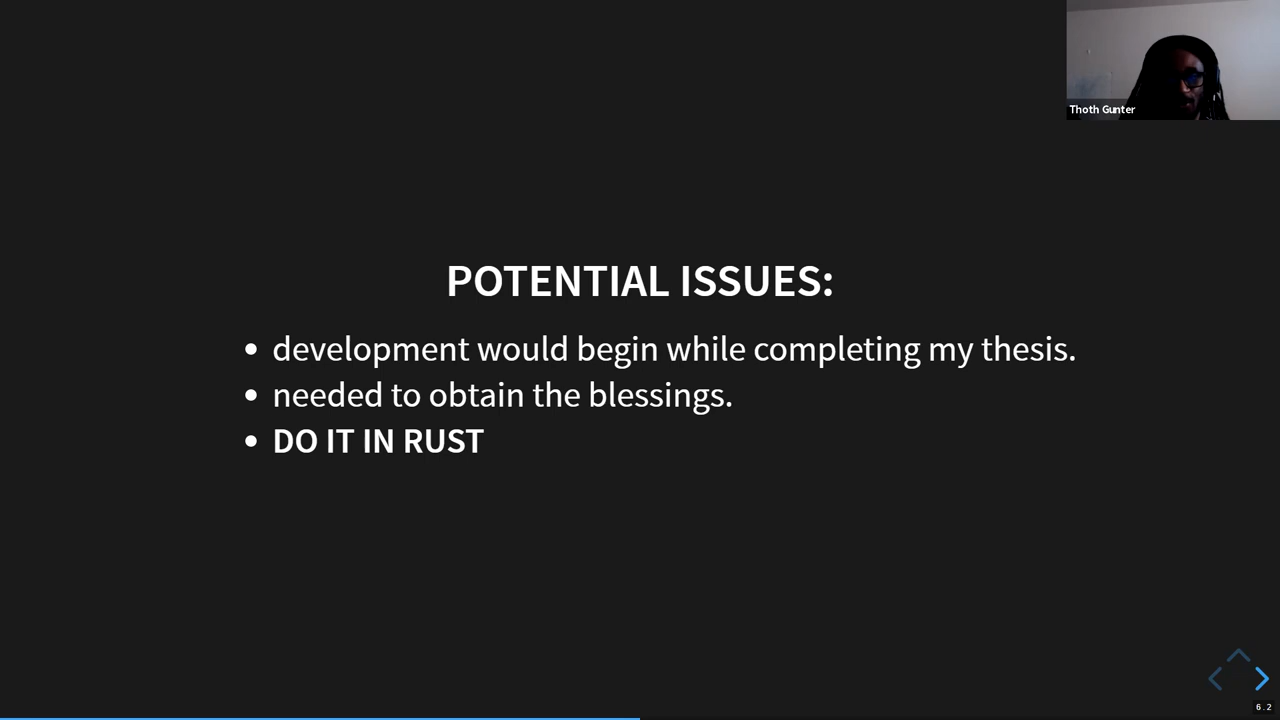 Thoth Gunter
POTENTIAL ISSUES:
• development would begin while completing my thesis.
• needed to obtain the blessings.
• DO IT IN RUST
6.2